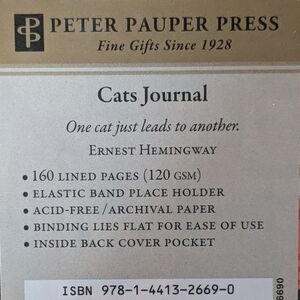 PETER PAUPER PRESS
Fine Gifts Since 1928
Cats Journal
One cat just leads to another.
ERNEST HEMINGWAY
• 160 LINED PAGES (120 GSM)
• ELASTIC BAND PLACE HOLDER
• ACID-FREE/ARCHIVAL PAPER
• BINDING LIES FLAT FOR EASE OF USE
• INSIDE BACK COVER POCKET
ISBN 978-1-4413-2669-0